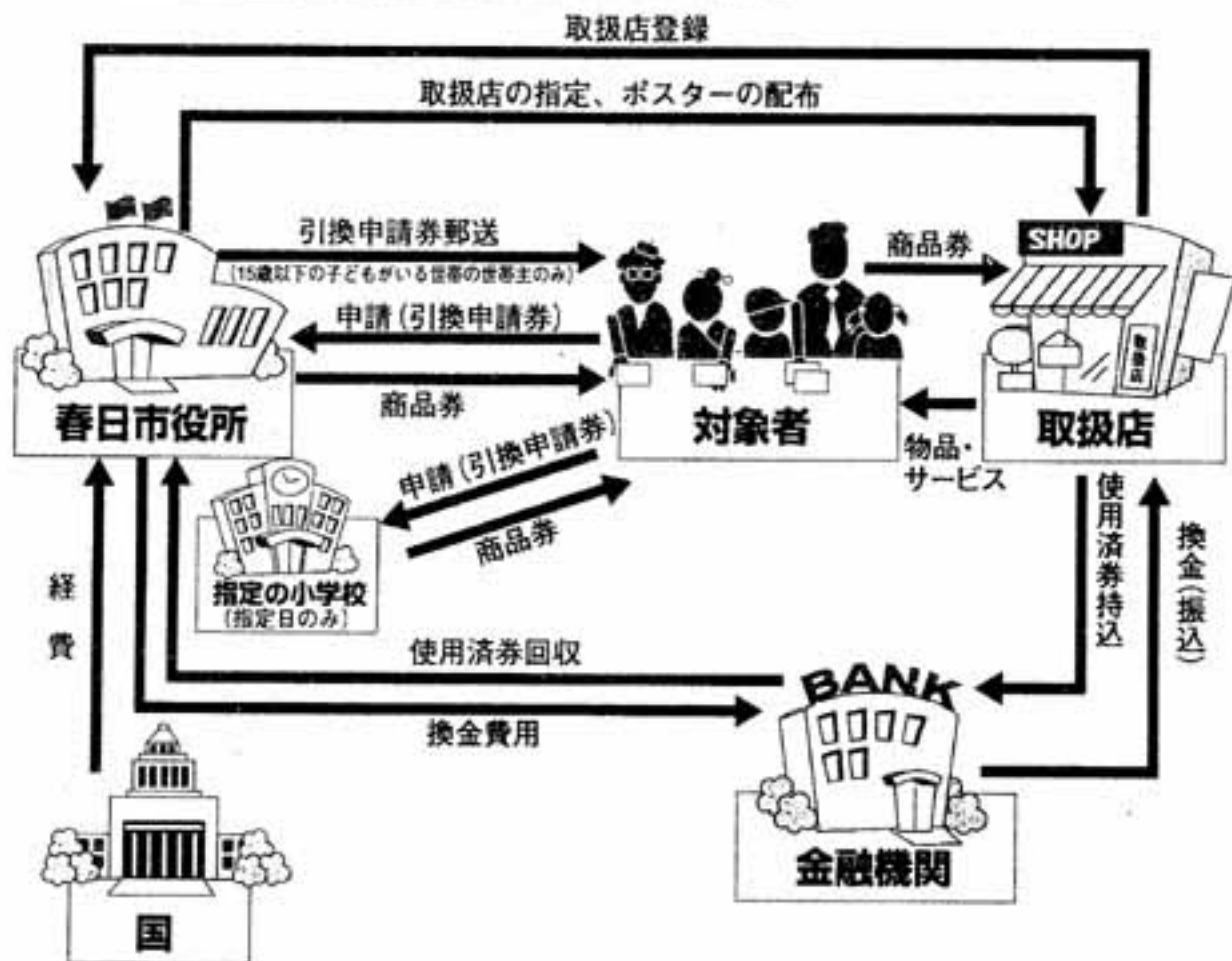 取扱店登録
取扱店の指定、ポスターの配布
引換申請券郵送
(15歳以下の子どもがいる世帯の世帯主のみ)
申請(引換申請券)
商品券
商品券
SHOP
取扱店
春日市役所
対象者
取扱店
物品・
サービス
申請(引換申請券)
商品券
指定の小学校
(指定日のみ)
経費
使用済券持込
換金(振込)
使用済券回収
換金費用
BANK
金融機関
国